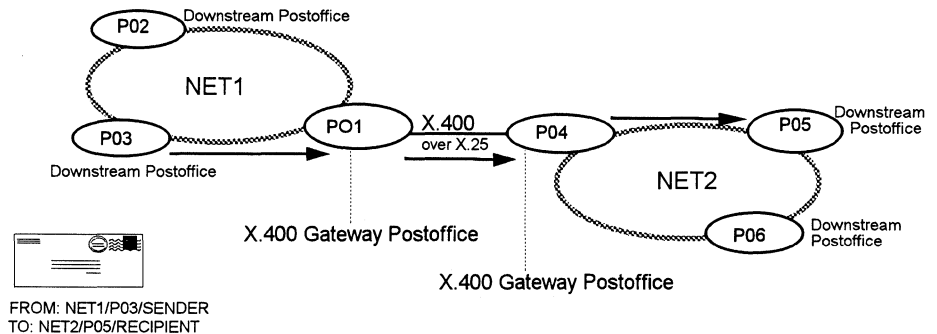 Downstream Postoffice
P02
NET1
P03
PO1
X.400
over X.25
Downstream Postoffice
P04
P05
Downstream
Postoffice
NET2
P06
Downstream
Postoffice
X.400 Gateway Postoffice
X.400 Gateway Postoffice
FROM: NET1/P03/SENDER
TO: NET2/P05/RECIPIENT